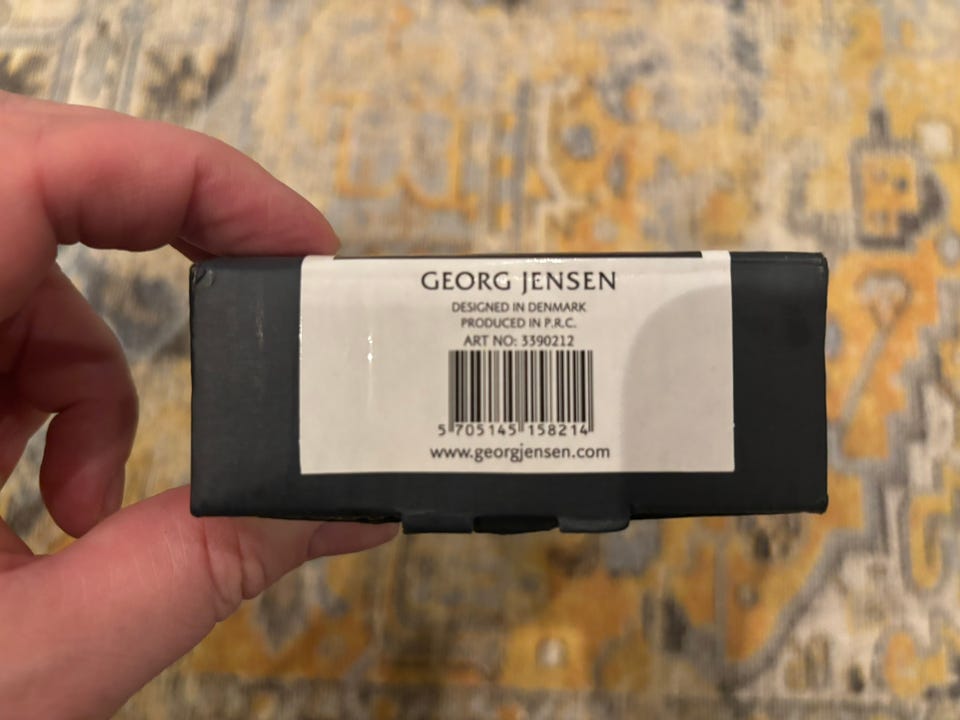 GEORG JENSEN
DESIGNED IN DENMARK
PRODUCED IN P.R.C.
ART NO: 3390212
5 705145 158214
www.georgjensen.com